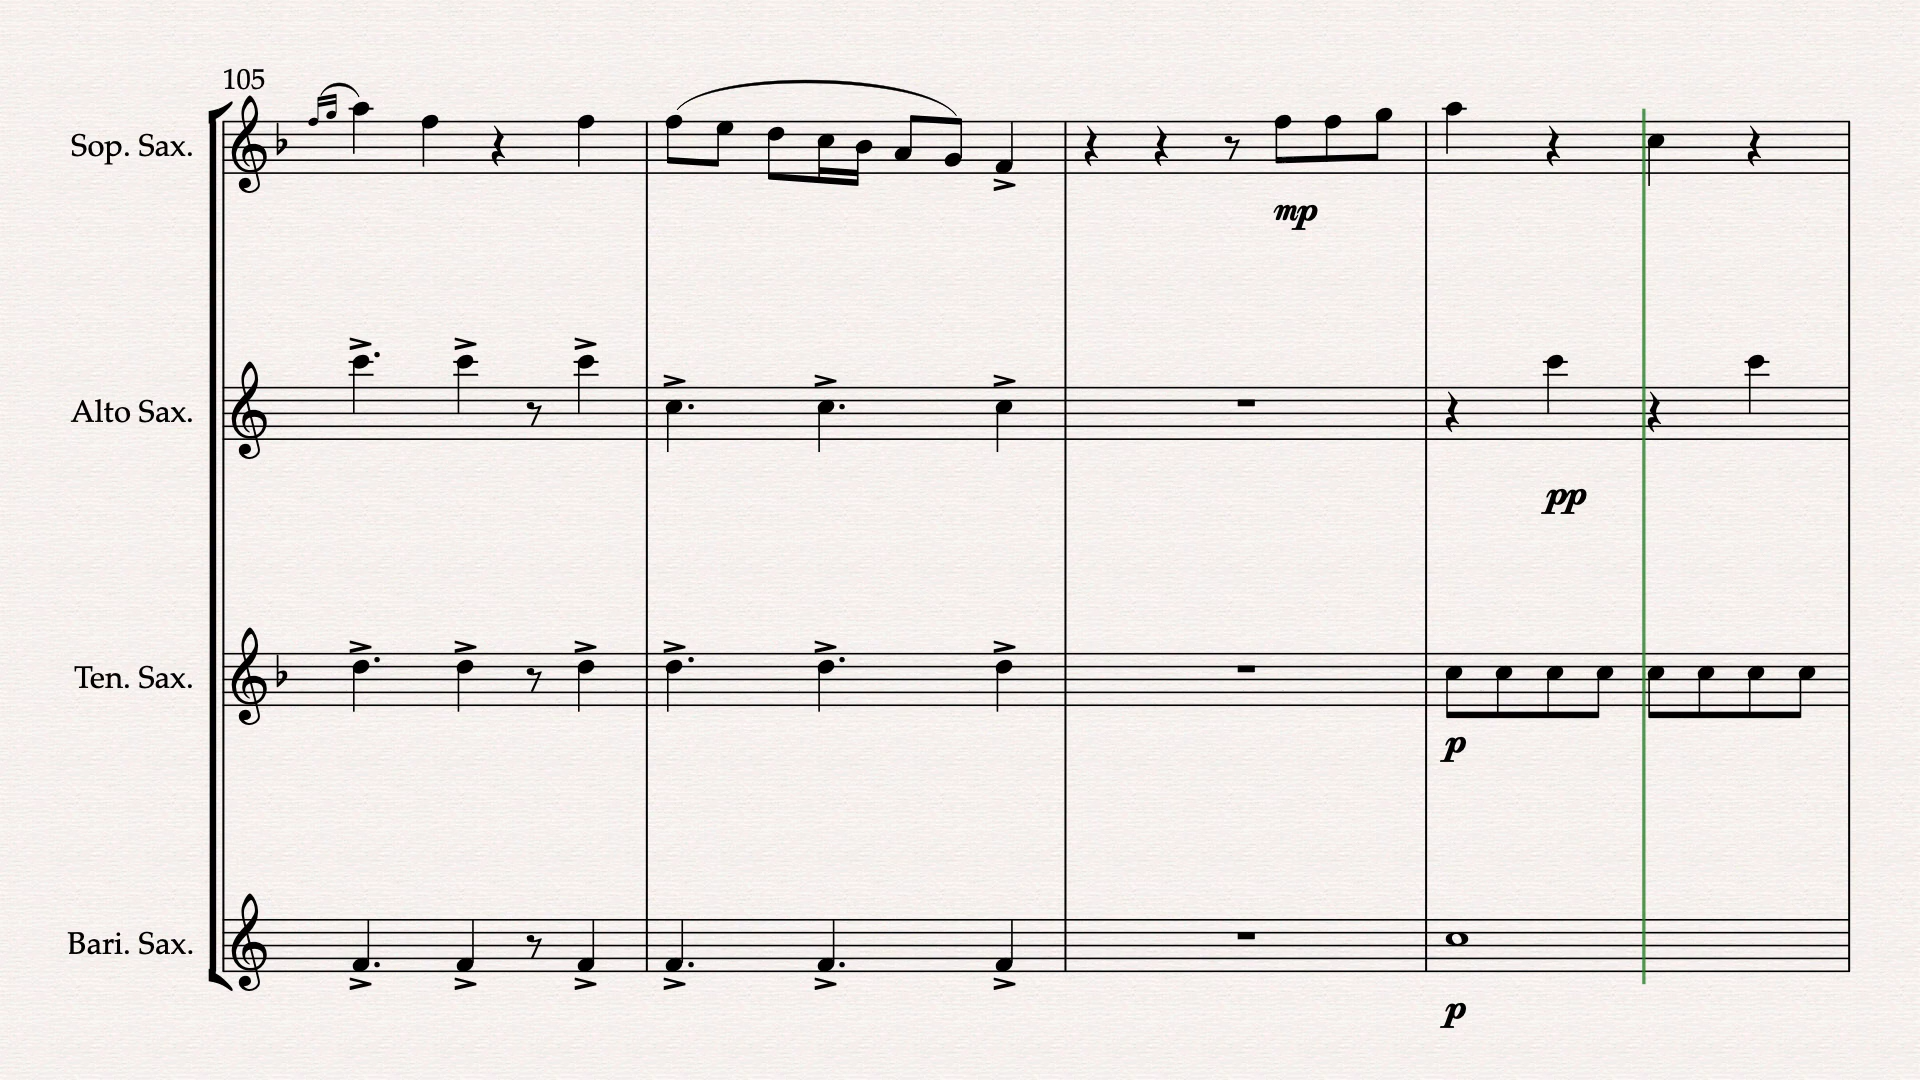 105
Sop. Sax.
mp
Alto Sax.
pp
Ten. Sax.
p
Bari. Sax.
p